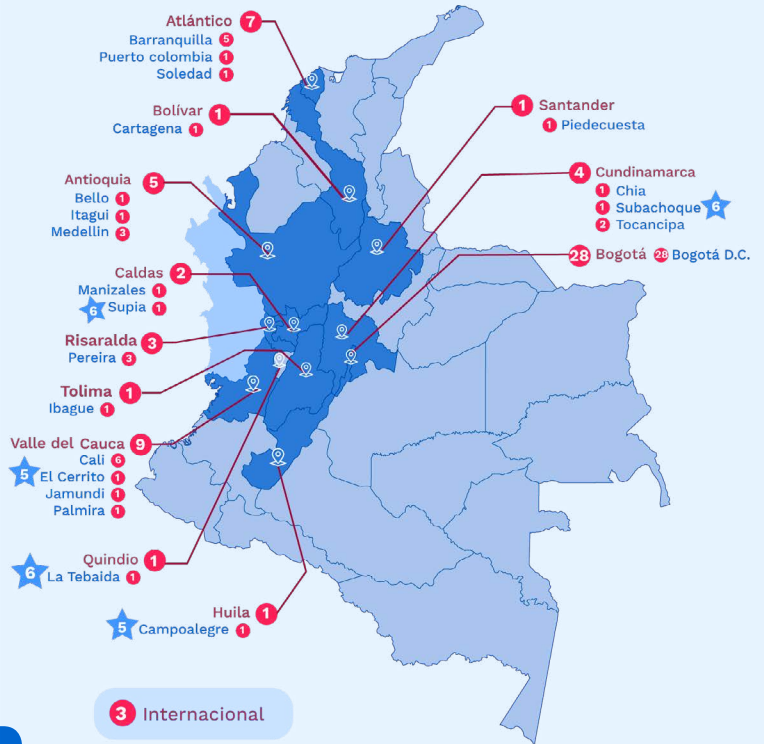 Atlántico 7
Barranquilla 5
Puerto colombia 1
Soledad 1
Bolívar 1
Cartagena 1
Antioquia 5
Bello 1
Itagui 1
Medellin 3
Caldas 2
Manizales 1
6 Supia 1
Risaralda 3
Pereira 3
Tolima 1
Ibague 1
Valle del Cauca 9
Cali 6
5 El Cerrito 1
Jamundi 1
Palmira 1
Quindio 1
6 La Tebaida 1
Huila 1
5 Campoalegre 1
1 Santander
1 Piedecuesta
4 Cundinamarca
1 Chia
1 Subachoque 6
2 Tocancipa
28 Bogotá 28 Bogotá D.C.
3 Internacional